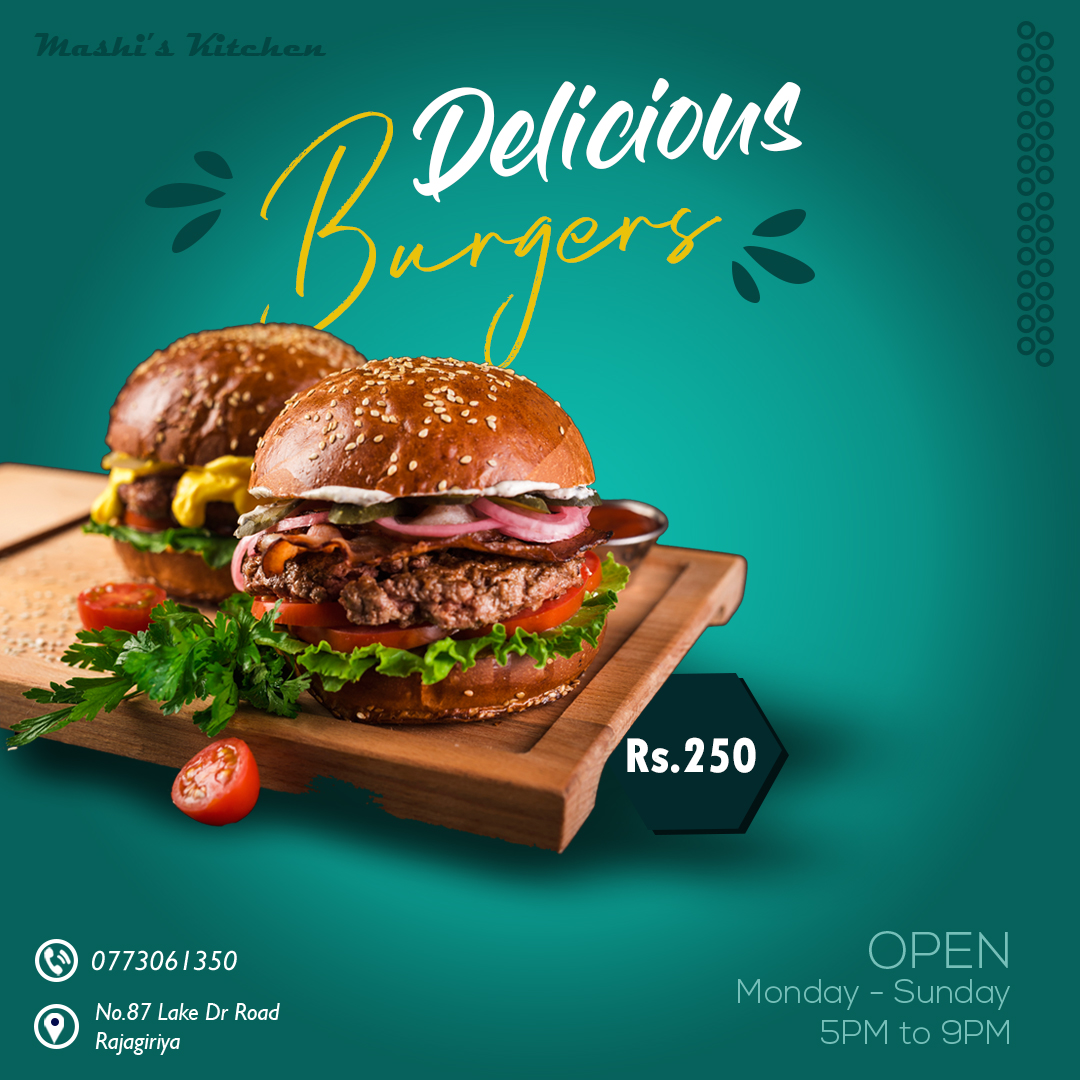 Mashi's Kitchen
Delicious
Burgers
Rs.250
0773061350
No.87 Lake Dr Road
Rajagiriya
OPEN
Monday - Sunday
5PM to 9PM